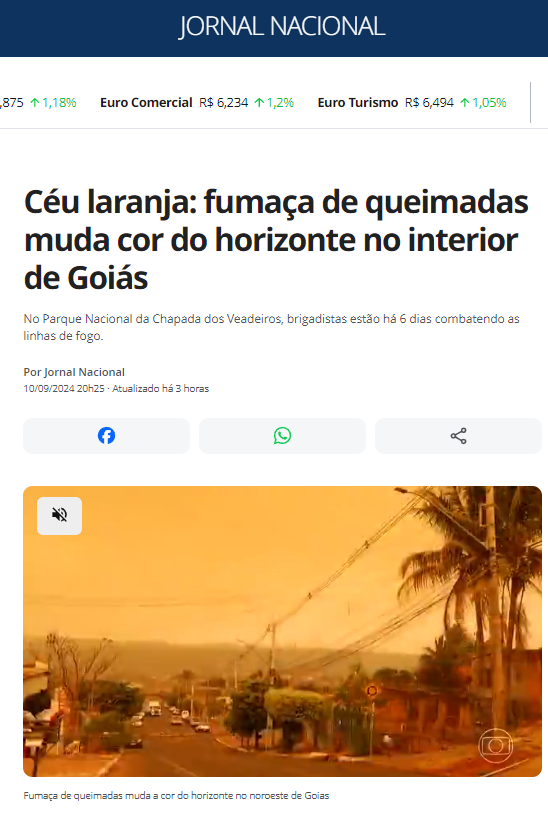 JORNAL NACIONAL
,875 ↑ 1,18% Euro Comercial R$ 6,234 ↑ 1,2% Euro Turismo R$ 6,494 ↑ 1,05%
Céu laranja: fumaça de queimadas
muda cor do horizonte no interior
de Goiás
No Parque Nacional da Chapada dos Veadeiros, brigadistas estão há 6 dias combatendo as
linhas de fogo.
Por Jornal Nacional
10/09/2024 20h25 · Atualizado há 3 horas
Fumaça de queimadas muda a cor do horizonte no noroeste de Goias